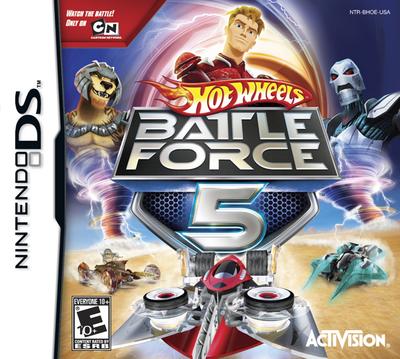 WATCH THE BATTLE!
ONLY ON
CN
CARTOON NETWORK
NTR-BHOE-USA
NINTENDO DS™
HOT WHEELS
BATTLE
FORCE
5
EVERYONE 10+
E
10+
CONTENT RATED BY
ESRB
ACTIVISION